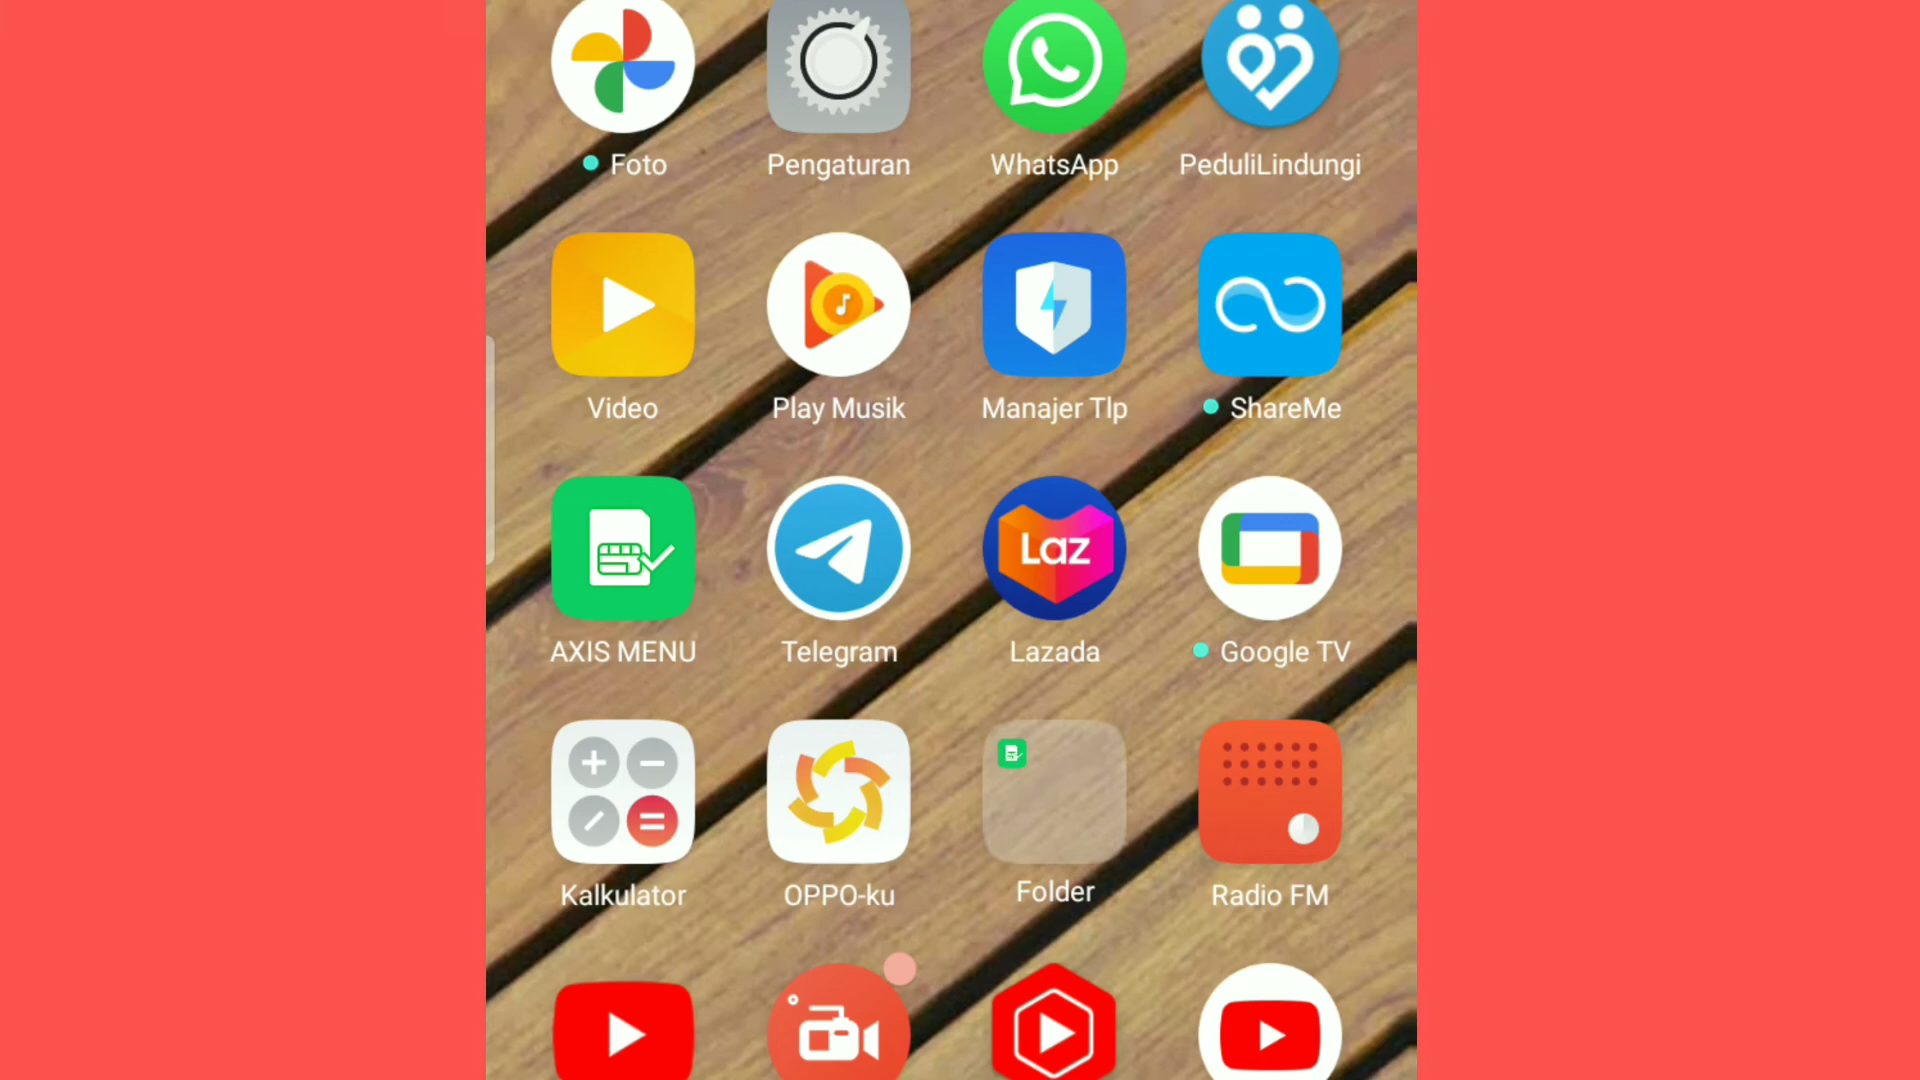 Foto
Pengaturan
WhatsApp
PeduliLindungi
Video
Play Musik
Manajer Tlp
ShareMe
Laz
AXIS MENU
Telegram
Lazada
Google TV
Kalkulator
OPPO-ku
Folder
Radio FM